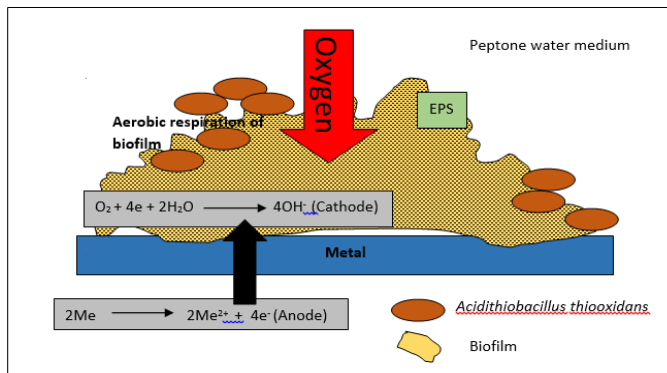 Peptone water medium
Oxygen
EPS
Aerobic respiration of
biofilm
O₂ + 4e + 2H₂O ⟶ 4OH⁻ (Cathode)
Metal
2Me ⟶ 2Me²⁺ + 4e⁻ (Anode)
Acidithiobacillus thiooxidans
Biofilm